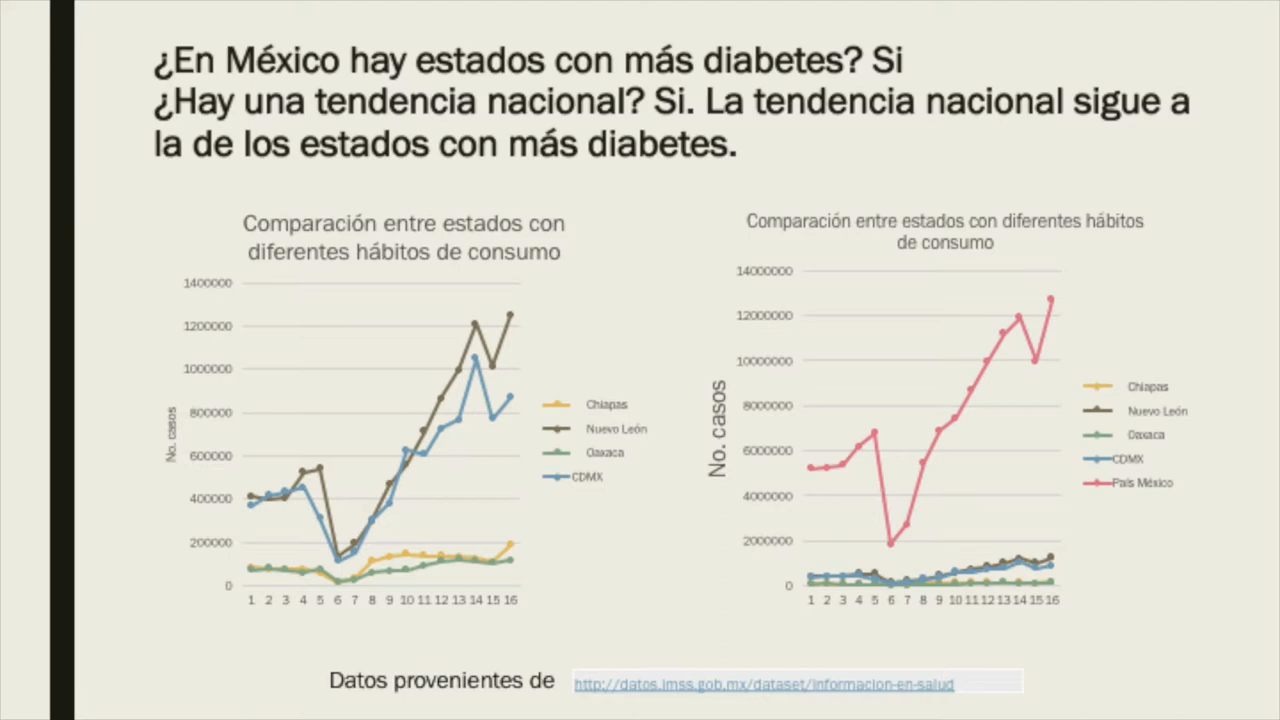 ¿En México hay estados con más diabetes? Si
¿Hay una tendencia nacional? Si. La tendencia nacional sigue a
la de los estados con más diabetes.
Comparación entre estados con
diferentes hábitos de consumo
1400000
1200000
1000000
800000
600000
400000
200000
0
No. casos
1 2 3 4 5 6 7 8 9 10 11 12 13 14 15 16
Chiapas
Nuevo León
Oaxaca
CDMX
Comparación entre estados con diferentes hábitos
de consumo
14000000
12000000
10000000
8000000
6000000
4000000
2000000
0
No. casos
1 2 3 4 5 6 7 8 9 10 11 12 13 14 15 16
Chiapas
Nuevo León
Oaxaca
CDMX
País México
Datos provenientes de http://datos.imss.gob.mx/dataset/informacion-en-salud